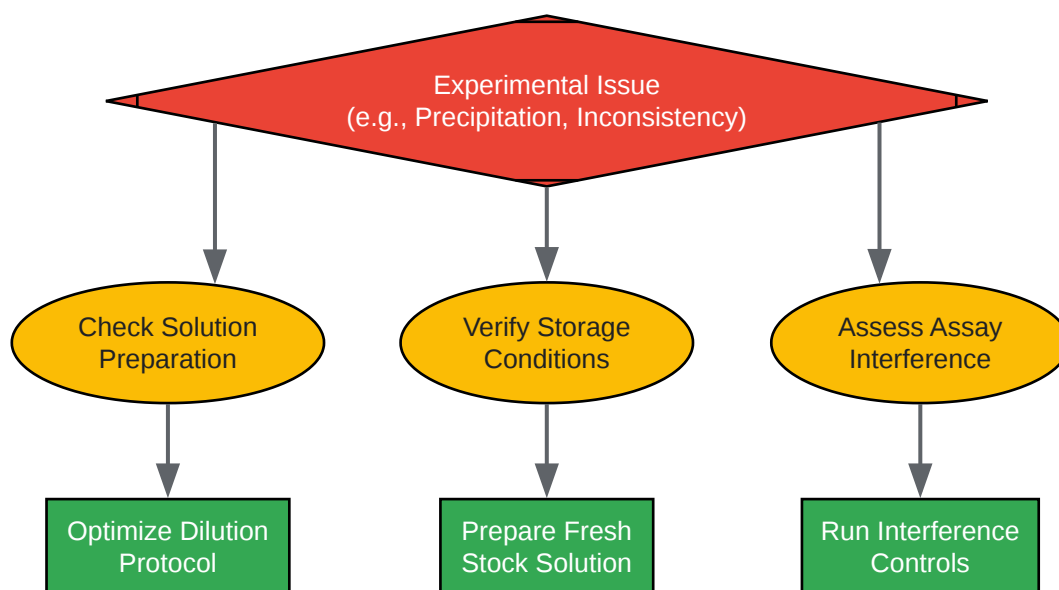 Experimental Issue
(e.g., Precipitation, Inconsistency)
Check Solution
Preparation
Verify Storage
Conditions
Assess Assay
Interference
Optimize Dilution
Protocol
Prepare Fresh
Stock Solution
Run Interference
Controls